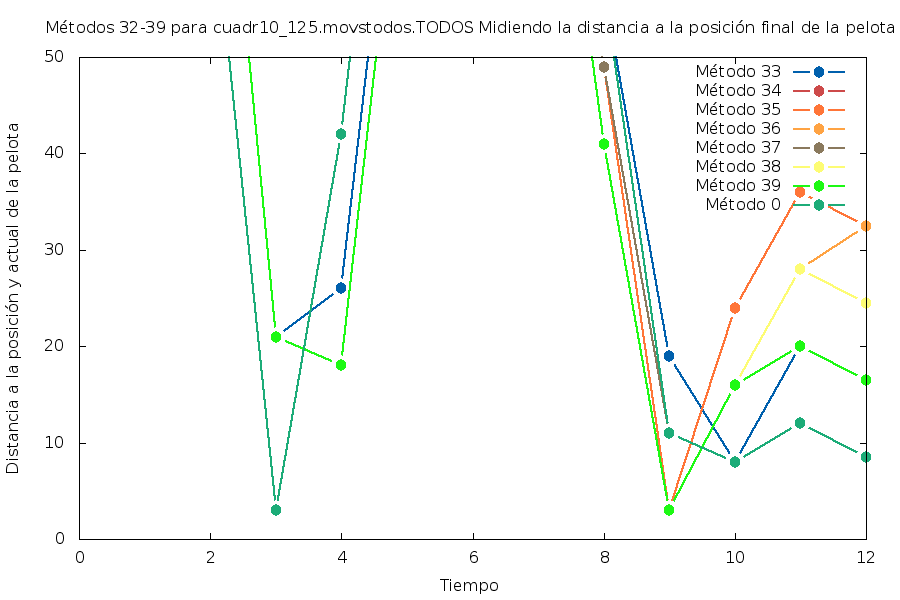 Métodos 32-39 para cuadr10_125.movstodos.TODOS Midiendo la distancia a la posición final de la pelota
50
40
30
20
10
0
Distancia a la posición y actual de la pelota
Método 33
Método 34
Método 35
Método 36
Método 37
Método 38
Método 39
Método 0
0 2 4 6 8 10 12
Tiempo